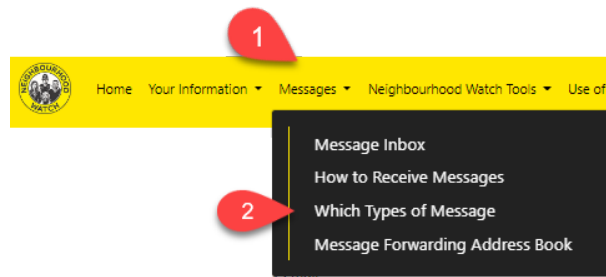 1
NEIGHBOURHOOD
WATCH
Home Your Information Messages Neighbourhood Watch Tools Use of
Message Inbox
How to Receive Messages
2
Which Types of Message
Message Forwarding Address Book